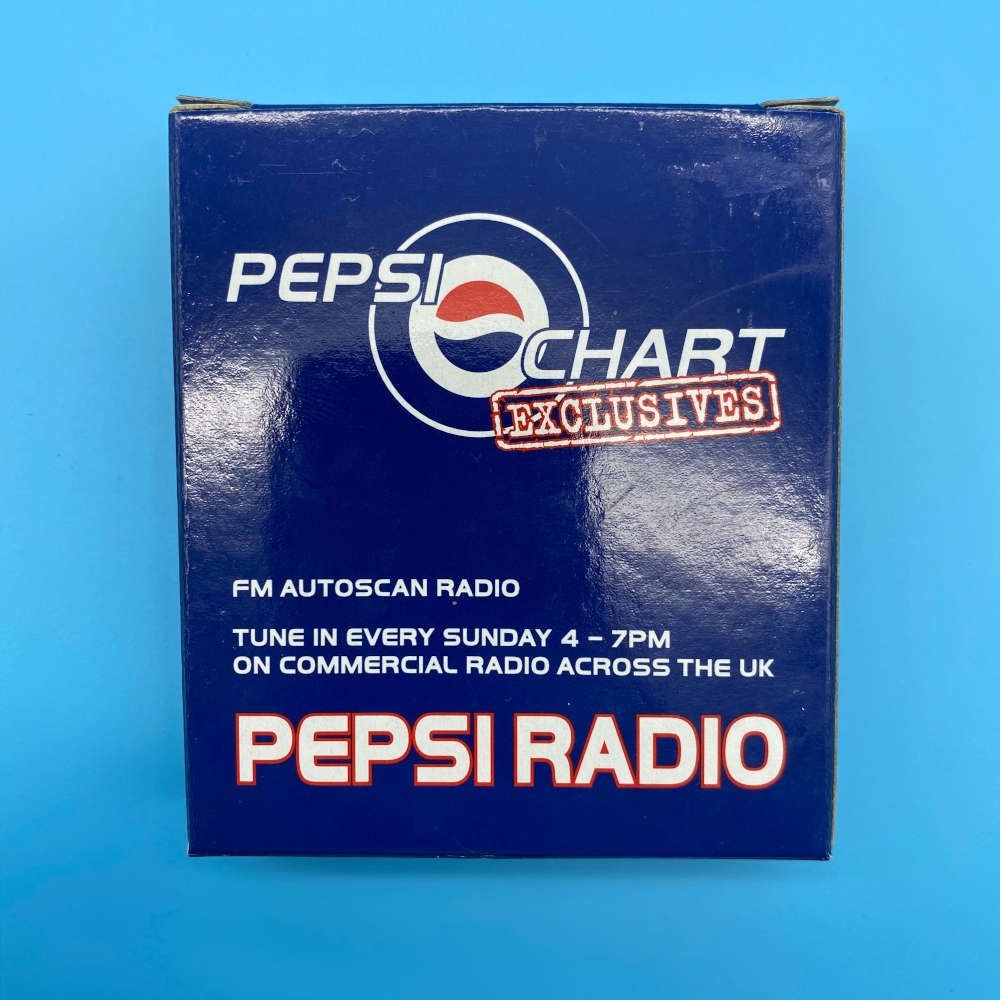 PEPSI
CHART
EXCLUSIVES
FM AUTOSCAN RADIO
TUNE IN EVERY SUNDAY 4 – 7PM
ON COMMERCIAL RADIO ACROSS THE UK
PEPSI RADIO